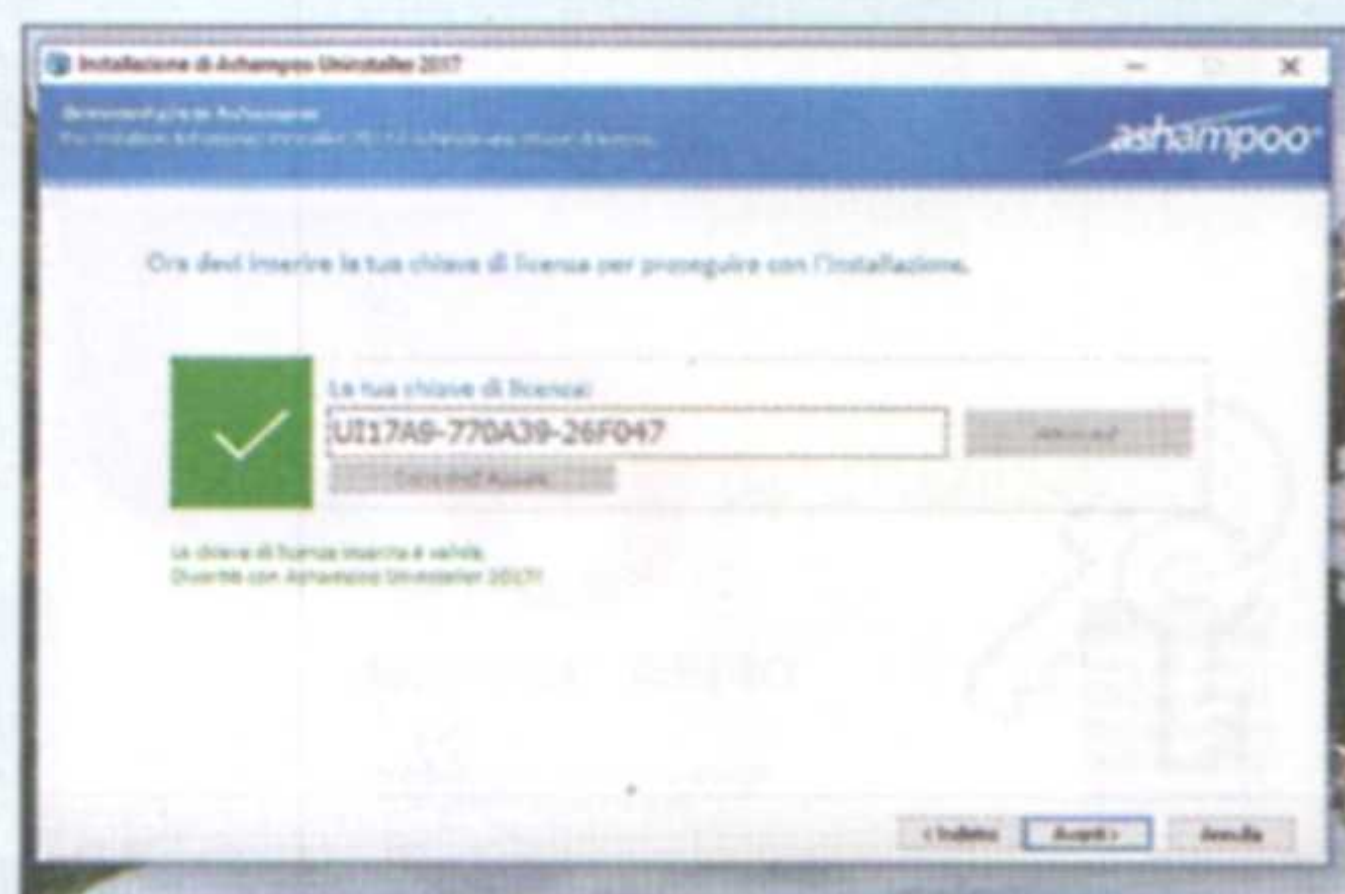 Installazione di Ashampoo Uninstaller 2017
ashampoo
Ora devi inserire la tua chiave di licenza per proseguire con l'installazione.
La tua chiave di licenza:
UI17A9-770A39-26F047
La chiave di licenza inserita è valida.
Divertiti con Ashampoo Uninstaller 2017!
< Indietro
Avanti >
Annulla